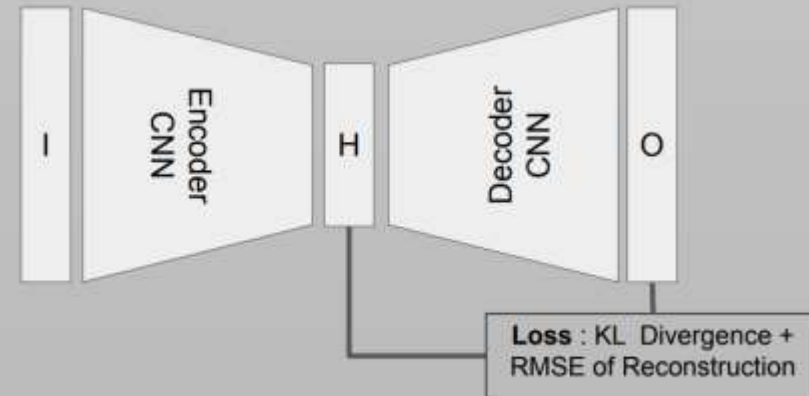 I
Encoder
CNN
H
Decoder
CNN
O
Loss : KL Divergence +
RMSE of Reconstruction